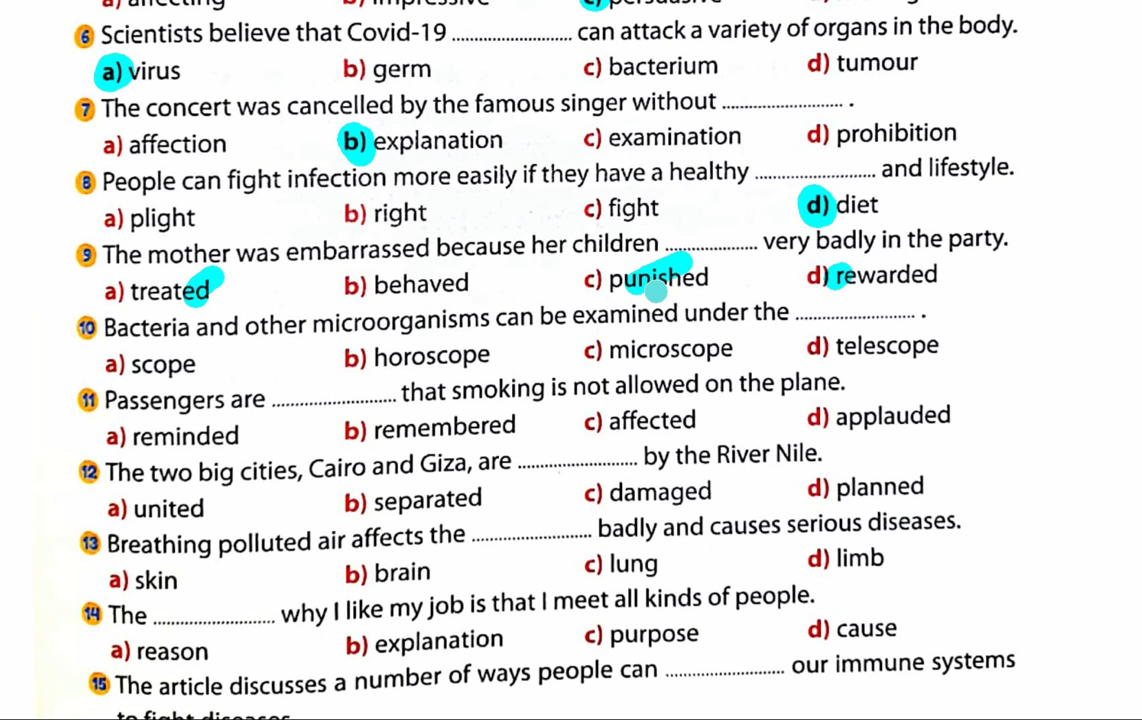 a) affecting b) impressive c) persuasive
6 Scientists believe that Covid-19 ........................... can attack a variety of organs in the body.
a) virus b) germ c) bacterium d) tumour
7 The concert was cancelled by the famous singer without ........................... .
a) affection b) explanation c) examination d) prohibition
8 People can fight infection more easily if they have a healthy ........................... and lifestyle.
a) plight b) right c) fight d) diet
9 The mother was embarrassed because her children .................... very badly in the party.
a) treated b) behaved c) punished d) rewarded
10 Bacteria and other microorganisms can be examined under the ........................... .
a) scope b) horoscope c) microscope d) telescope
11 Passengers are ........................... that smoking is not allowed on the plane.
a) reminded b) remembered c) affected d) applauded
12 The two big cities, Cairo and Giza, are ........................... by the River Nile.
a) united b) separated c) damaged d) planned
13 Breathing polluted air affects the ........................... badly and causes serious diseases.
a) skin b) brain c) lung d) limb
14 The ........................... why I like my job is that I meet all kinds of people.
a) reason b) explanation c) purpose d) cause
15 The article discusses a number of ways people can ........................... our immune systems
to fight diseases.